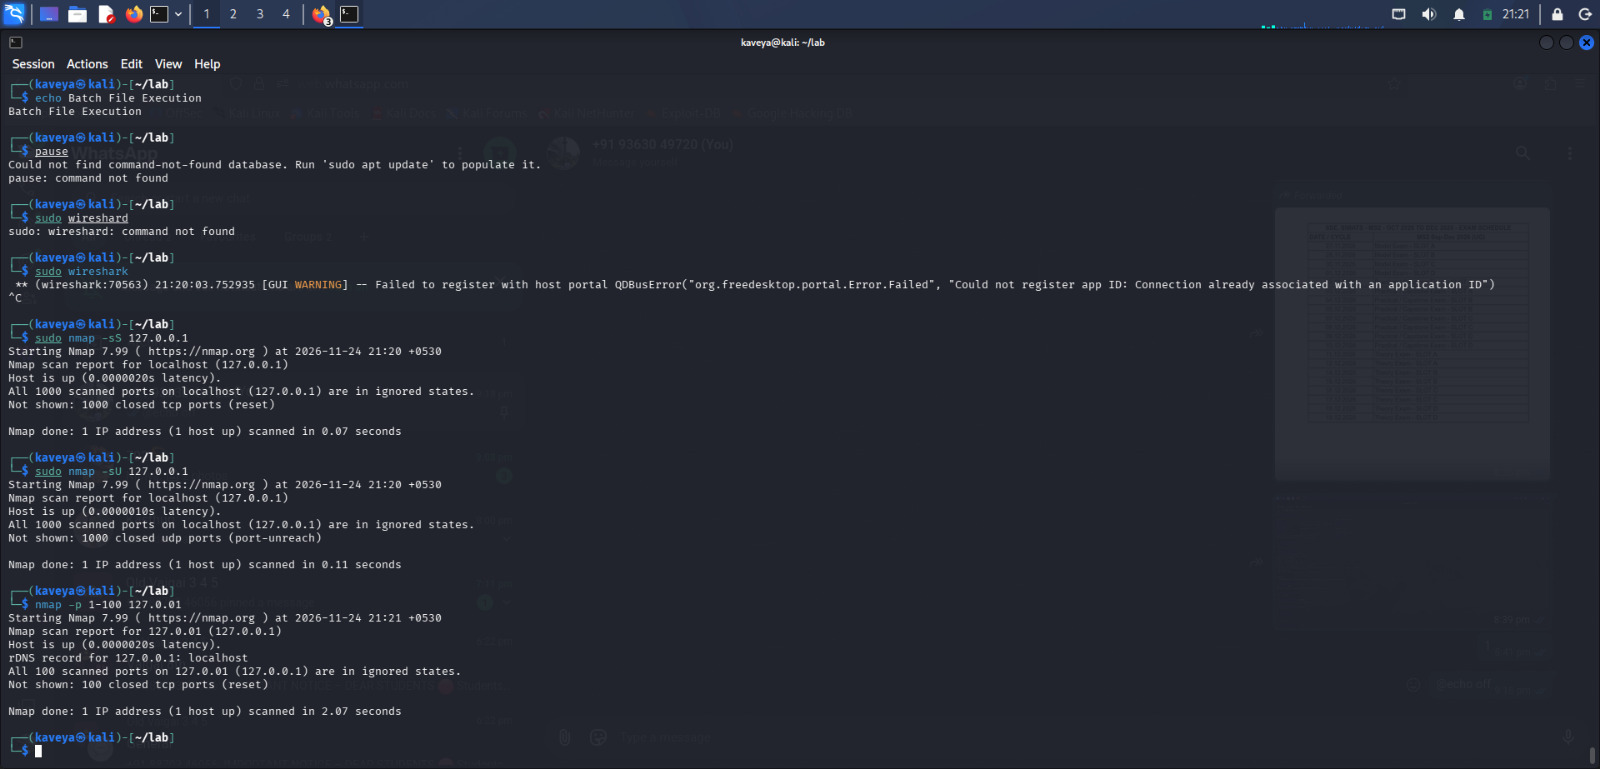 1 2 3 4 3 21:21
kaveya@kali: ~/lab
Session Actions Edit View Help
┌──(kaveya㉿kali)-[~/lab]
└─$ echo Batch File Execution
Batch File Execution
┌──(kaveya㉿kali)-[~/lab]
└─$ pause
Could not find command-not-found database. Run 'sudo apt update' to populate it.
pause: command not found
┌──(kaveya㉿kali)-[~/lab]
└─$ sudo wireshard
sudo: wireshard: command not found
┌──(kaveya㉿kali)-[~/lab]
└─$ sudo wireshark
** (wireshark:70563) 21:20:03.752935 [GUI WARNING] -- Failed to register with host portal QDBusError("org.freedesktop.portal.Error.Failed", "Could not register app ID: Connection already associated with an application ID")
^C
┌──(kaveya㉿kali)-[~/lab]
└─$ sudo nmap -sS 127.0.0.1
Starting Nmap 7.99 ( https://nmap.org ) at 2026-11-24 21:20 +0530
Nmap scan report for localhost (127.0.0.1)
Host is up (0.0000020s latency).
All 1000 scanned ports on localhost (127.0.0.1) are in ignored states.
Not shown: 1000 closed tcp ports (reset)
Nmap done: 1 IP address (1 host up) scanned in 0.07 seconds
┌──(kaveya㉿kali)-[~/lab]
└─$ sudo nmap -sU 127.0.0.1
Starting Nmap 7.99 ( https://nmap.org ) at 2026-11-24 21:20 +0530
Nmap scan report for localhost (127.0.0.1)
Host is up (0.0000010s latency).
All 1000 scanned ports on localhost (127.0.0.1) are in ignored states.
Not shown: 1000 closed udp ports (port-unreach)
Nmap done: 1 IP address (1 host up) scanned in 0.11 seconds
┌──(kaveya㉿kali)-[~/lab]
└─$ nmap -p 1-100 127.0.01
Starting Nmap 7.99 ( https://nmap.org ) at 2026-11-24 21:21 +0530
Nmap scan report for 127.0.01 (127.0.0.1)
Host is up (0.0000020s latency).
rDNS record for 127.0.0.1: localhost
All 100 scanned ports on 127.0.01 (127.0.0.1) are in ignored states.
Not shown: 100 closed tcp ports (reset)
Nmap done: 1 IP address (1 host up) scanned in 2.07 seconds
┌──(kaveya㉿kali)-[~/lab]
└─$
WhatsApp
+91 93630 49720 (You)
Type a message